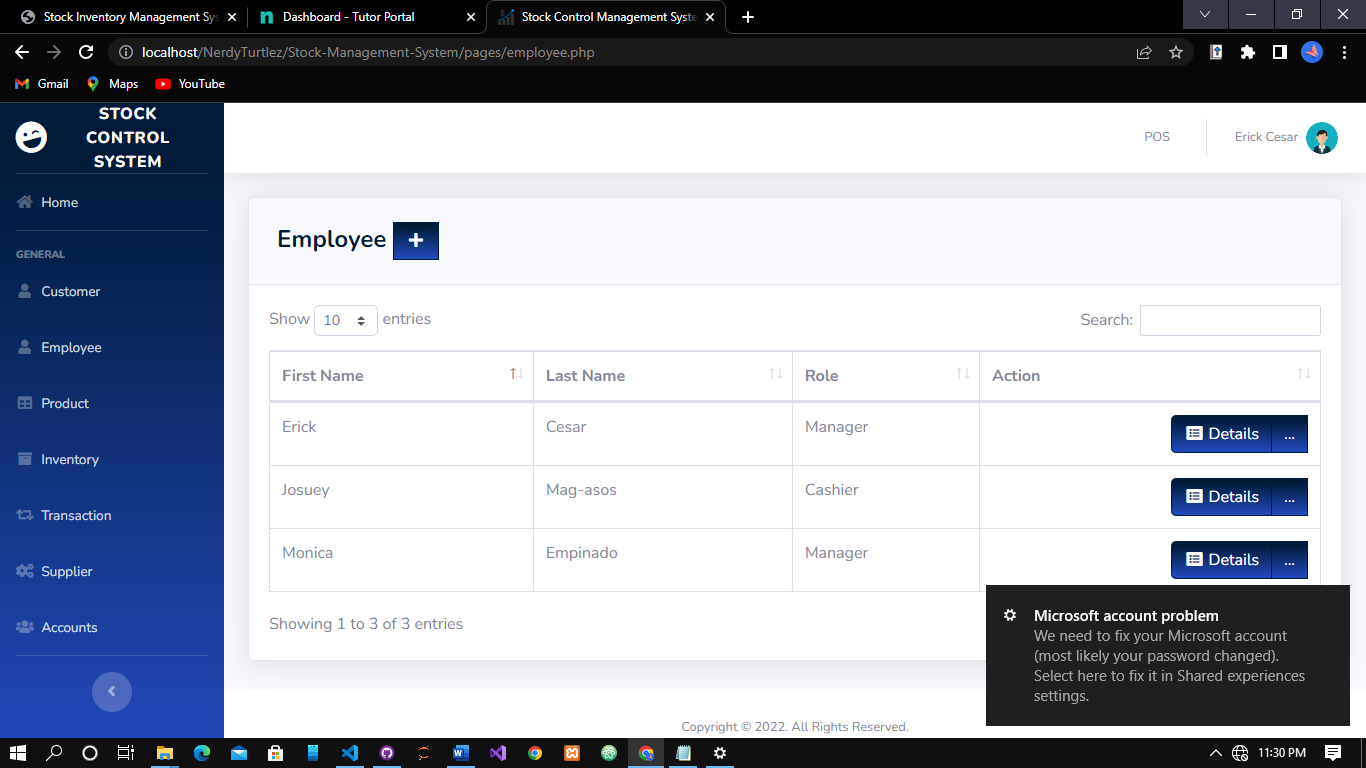 Stock Inventory Management Sys
Dashboard - Tutor Portal
Stock Control Management Syste
localhost/NerdyTurtlez/Stock-Management-System/pages/employee.php
Gmail
Maps
YouTube
STOCK
CONTROL
SYSTEM
POS
Erick Cesar
Home
GENERAL
Customer
Employee
Product
Inventory
Transaction
Supplier
Accounts
Employee +
Show 10 entries
Search:
First Name Last Name Role Action
Erick Cesar Manager Details ...
Josuey Mag-asos Cashier Details ...
Monica Empinado Manager Details ...
Showing 1 to 3 of 3 entries
Microsoft account problem
We need to fix your Microsoft account
(most likely your password changed).
Select here to fix it in Shared experiences
settings.
Copyright © 2022. All Rights Reserved.
11:30 PM